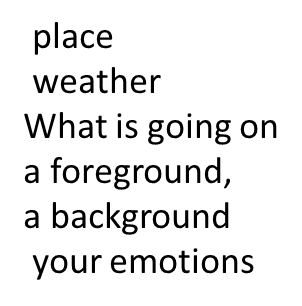 place
weather
What is going on
a foreground,
a background
your emotions